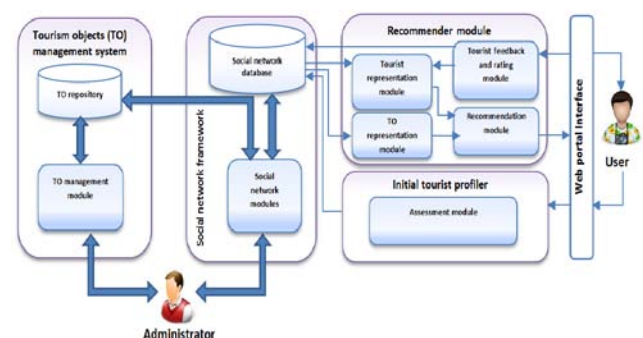 Tourism objects (TO)
management system
TO repository
TO management
module
Social network framework
Social network
database
Social
network
modules
Recommender module
Tourist
representation
module
Tourist feedback
and rating
module
TO
representation
module
Recommendation
module
Initial tourist profiler
Assessment module
Web portal Interface
User
Administrator